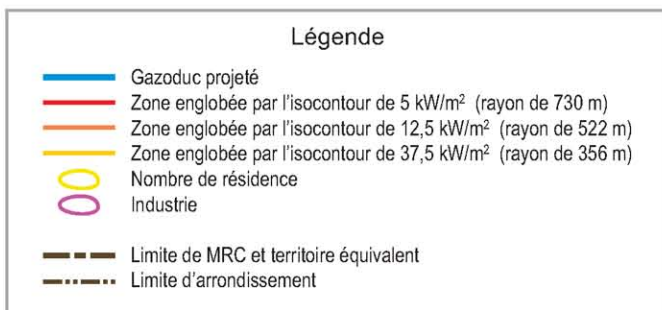 Légende
Gazoduc projeté
Zone englobée par l'isocontour de 5 kW/m² (rayon de 730 m)
Zone englobée par l'isocontour de 12,5 kW/m² (rayon de 522 m)
Zone englobée par l'isocontour de 37,5 kW/m² (rayon de 356 m)
Nombre de résidence
Industrie
Limite de MRC et territoire équivalent
Limite d'arrondissement